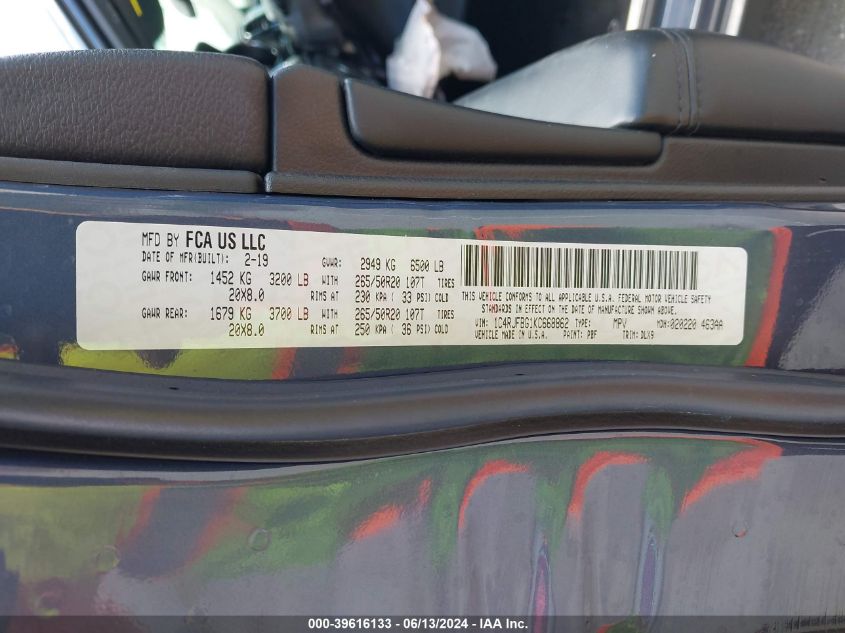 MFD BY FCA US LLC
DATE OF MFR(BUILT): 2-19 GVWR: 2949 KG 6500 LB
GAWR FRONT: 1452 KG 3200 LB WITH 265/50R20 107T TIRES
20X8.0 RIMS AT 230 KPA ( 33 PSI) COLD
GAWR REAR: 1679 KG 3700 LB WITH 265/50R20 107T TIRES
20X8.0 RIMS AT 250 KPA ( 36 PSI) COLD
THIS VEHICLE CONFORMS TO ALL APPLICABLE U.S.A. FEDERAL MOTOR VEHICLE SAFETY
STANDARDS IN EFFECT ON THE DATE OF MANUFACTURE SHOWN ABOVE.
VIN: 1C4RJFBG1KC668862 TYPE: MPV MDH:020220 463AA
VEHICLE MADE IN U.S.A. PAINT: PBF TRIM: DLX9
000-39616133 - 06/13/2024 - IAA Inc.